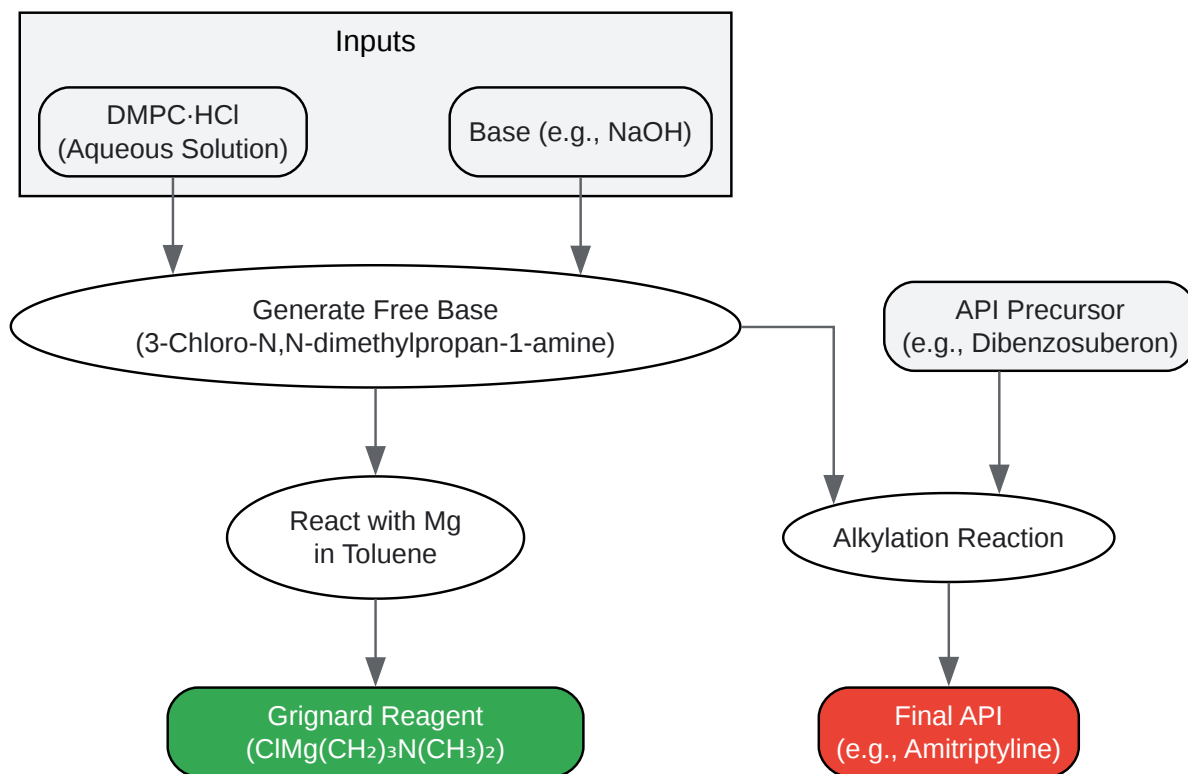 Inputs
DMPC·HCl
(Aqueous Solution)
Base (e.g., NaOH)
Generate Free Base
(3-Chloro-N,N-dimethylpropan-1-amine)
API Precursor
(e.g., Dibenzosuberon)
React with Mg
in Toluene
Alkylation Reaction
Grignard Reagent
(ClMg(CH₂)₃N(CH₃)₂)
Final API
(e.g., Amitriptyline)